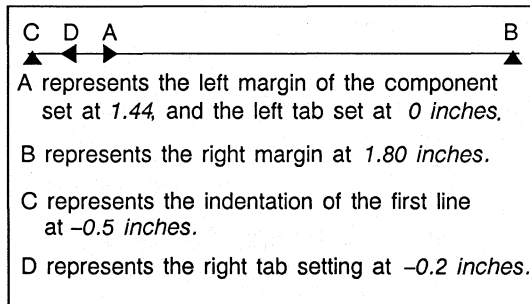 C D A B
A represents the left margin of the component
set at 1.44, and the left tab set at 0 inches.
B represents the right margin at 1.80 inches.
C represents the indentation of the first line
at –0.5 inches.
D represents the right tab setting at –0.2 inches.